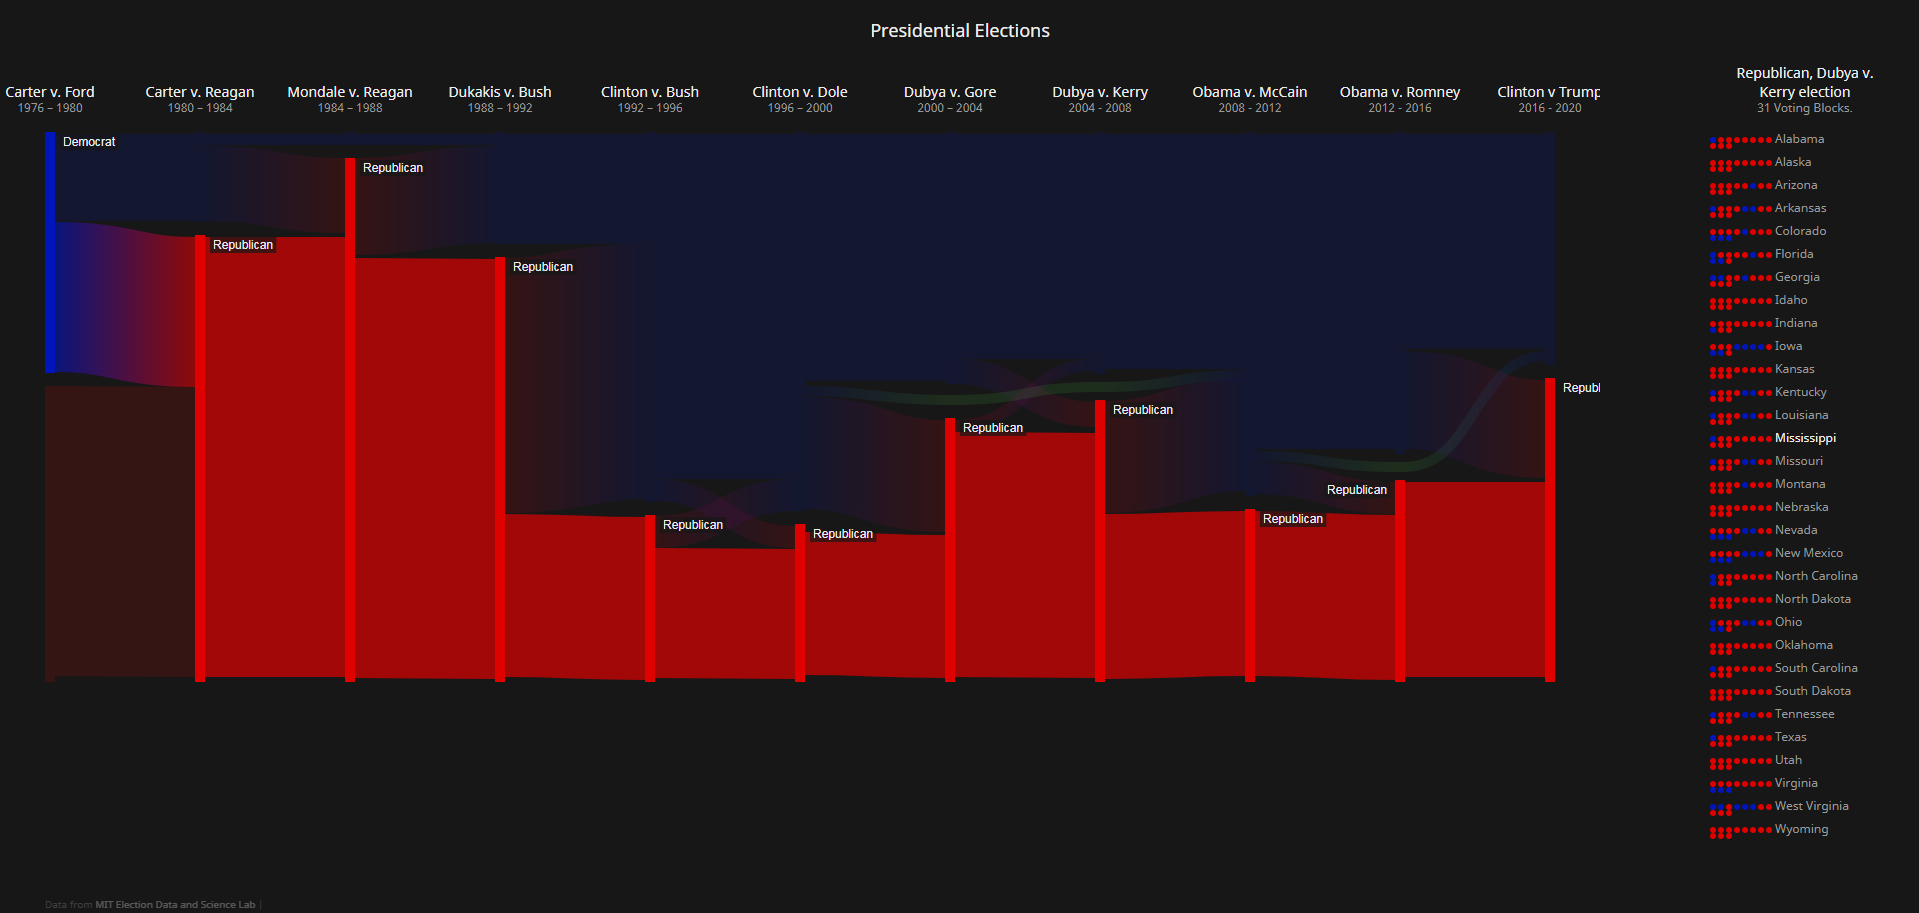 Presidential Elections
Carter v. Ford
1976 – 1980
Carter v. Reagan
1980 – 1984
Mondale v. Reagan
1984 – 1988
Dukakis v. Bush
1988 – 1992
Clinton v. Bush
1992 – 1996
Clinton v. Dole
1996 – 2000
Dubya v. Gore
2000 – 2004
Dubya v. Kerry
2004 - 2008
Obama v. McCain
2008 - 2012
Obama v. Romney
2012 - 2016
Clinton v Trump
2016 - 2020
Democrat
Republican
Republican
Republican
Republican
Republican
Republican
Republican
Republican
Republican
Republ
Republican, Dubya v.
Kerry election
31 Voting Blocks.
Alabama
Alaska
Arizona
Arkansas
Colorado
Florida
Georgia
Idaho
Indiana
Iowa
Kansas
Kentucky
Louisiana
Mississippi
Missouri
Montana
Nebraska
Nevada
New Mexico
North Carolina
North Dakota
Ohio
Oklahoma
South Carolina
South Dakota
Tennessee
Texas
Utah
Virginia
West Virginia
Wyoming
Data from MIT Election Data and Science Lab |